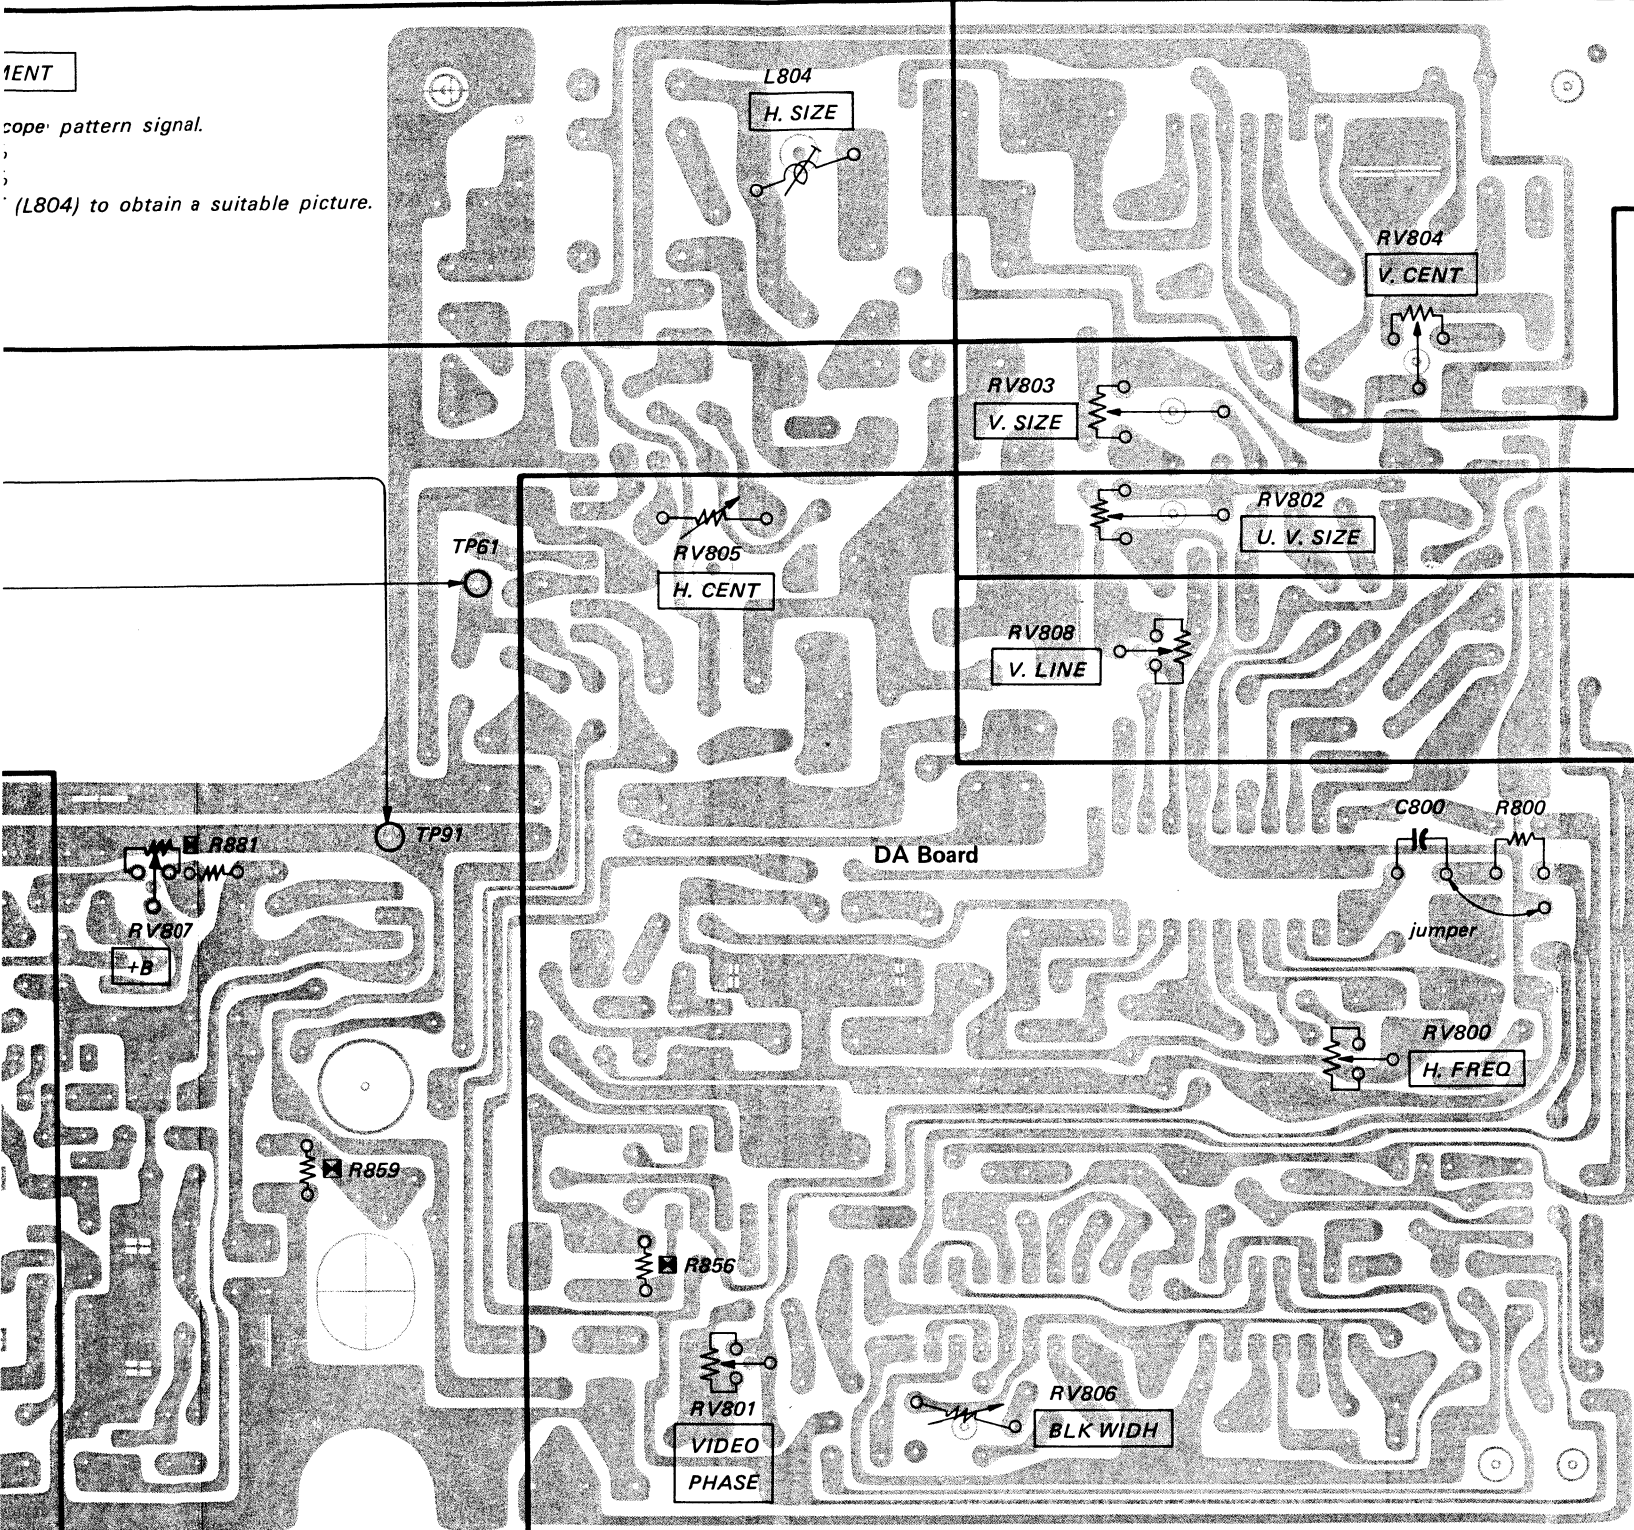 MENT
cope pattern signal.
(L804) to obtain a suitable picture.
L804
H. SIZE
RV804
V. CENT
RV803
V. SIZE
RV802
U. V. SIZE
TP61
RV805
H. CENT
RV808
V. LINE
C800
R800
TP91
R881
DA Board
RV807
+B
jumper
RV800
H. FREQ
R859
R856
RV801
VIDEO
PHASE
RV806
BLK WIDH